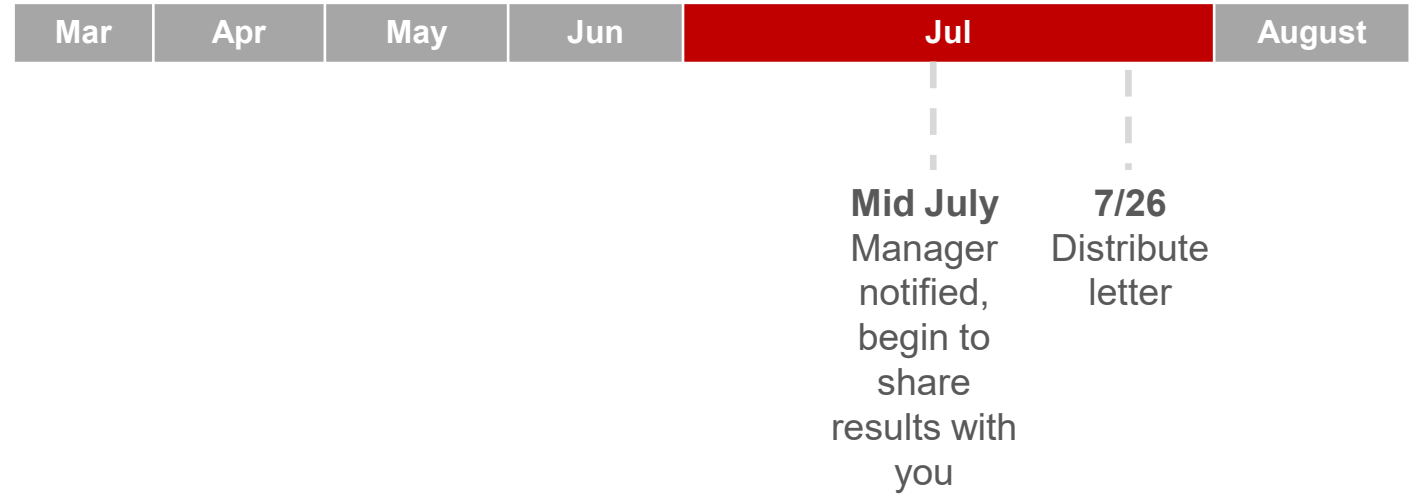 Mar Apr May Jun Jul August
Mid July
Manager
notified,
begin to
share
results with
you
7/26
Distribute
letter